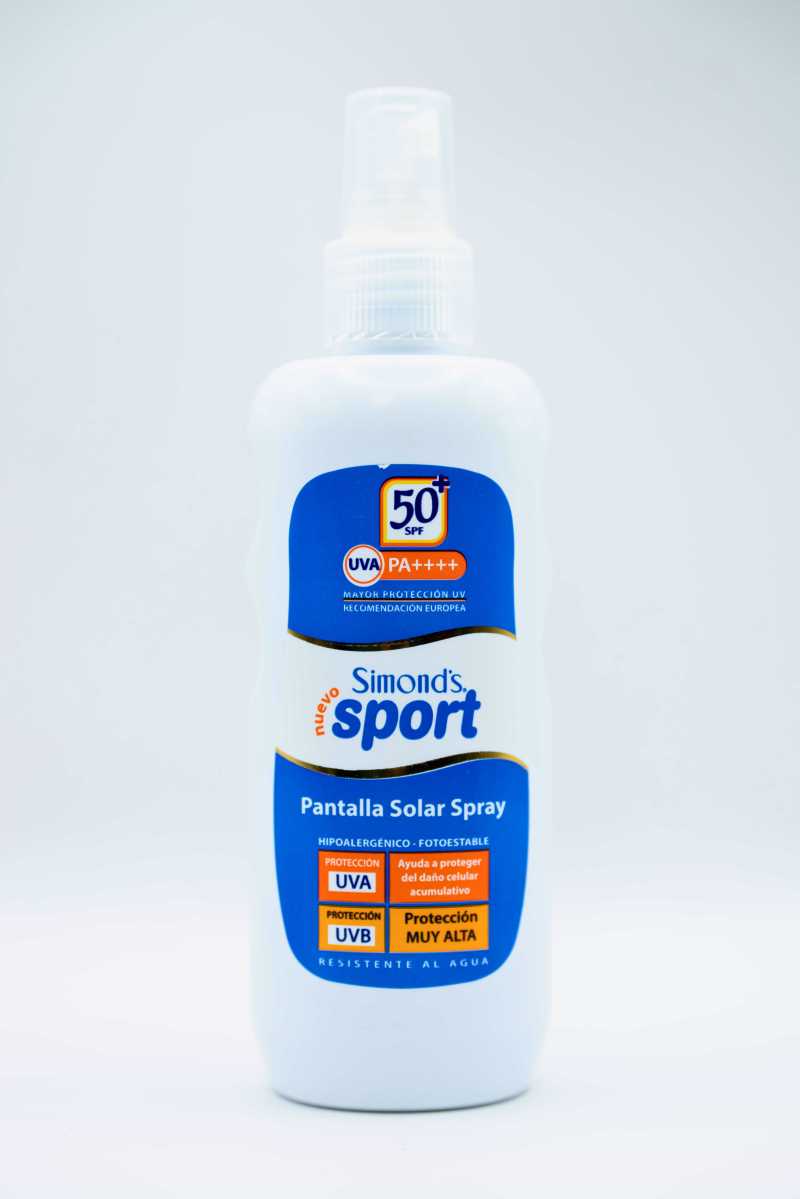 50+
SPF
UVA PA++++
MAYOR PROTECCIÓN UV
RECOMENDACIÓN EUROPEA
Simond's®
nuevo
sport
Pantalla Solar Spray
HIPOALERGÉNICO - FOTOESTABLE
PROTECCIÓN
UVA
Ayuda a proteger
del daño celular
acumulativo
PROTECCIÓN
UVB
Protección
MUY ALTA
RESISTENTE AL AGUA